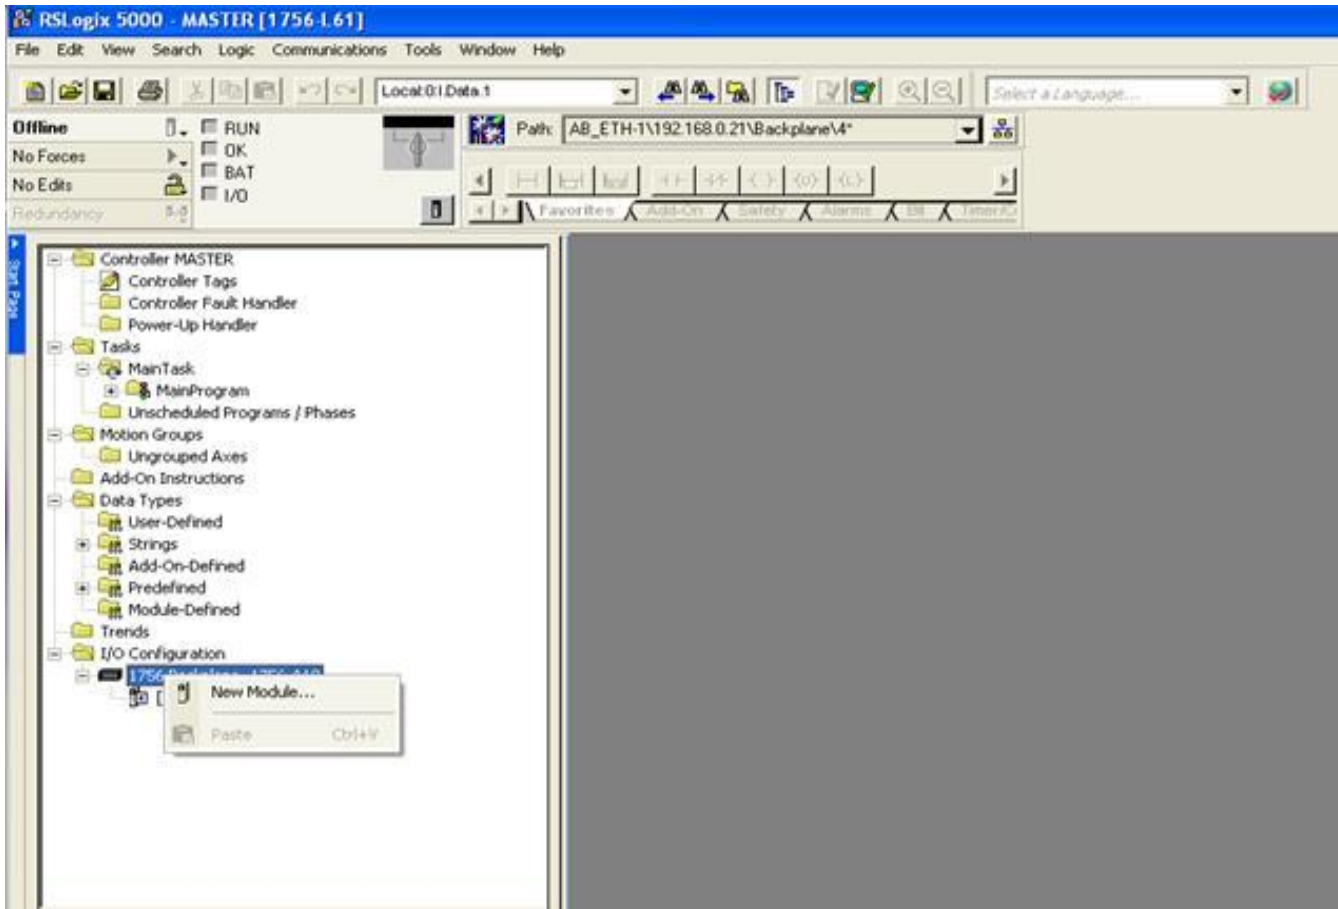 RSLogix 5000 - MASTER [1756-L61]
File Edit View Search Logic Communications Tools Window Help
Local:0:I.Data.1
Select a Language...
Offline
RUN
Path: AB_ETH-1\192.168.0.21\Backplane\4*
No Forces
OK
BAT
No Edits
I/O
Redundancy
Favorites Add-On Safety Alarms Bit Timer/C
Start Page
Controller MASTER
Controller Tags
Controller Fault Handler
Power-Up Handler
Tasks
MainTask
MainProgram
Unscheduled Programs / Phases
Motion Groups
Ungrouped Axes
Add-On Instructions
Data Types
User-Defined
Strings
Add-On-Defined
Predefined
Module-Defined
Trends
I/O Configuration
1756 Backplane, 1756-A10
New Module...
Paste Ctrl+V